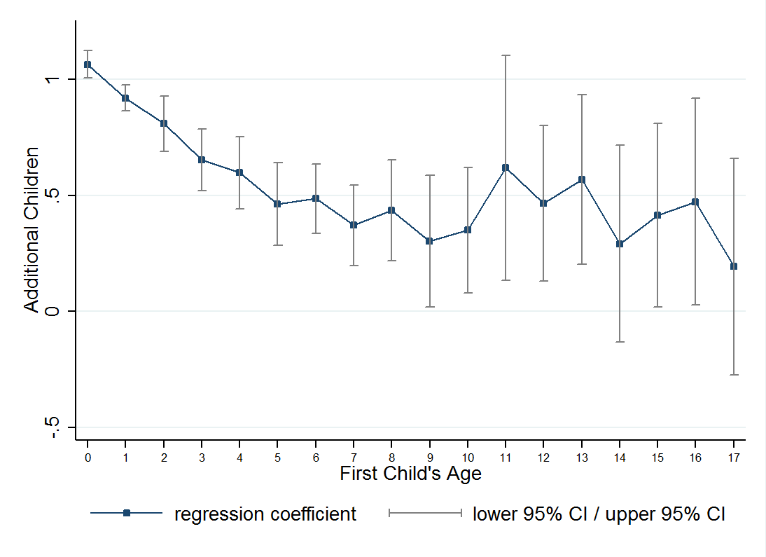 Additional Children
1
.5
0
-.5
0 1 2 3 4 5 6 7 8 9 10 11 12 13 14 15 16 17
First Child's Age
regression coefficient lower 95% CI / upper 95% CI